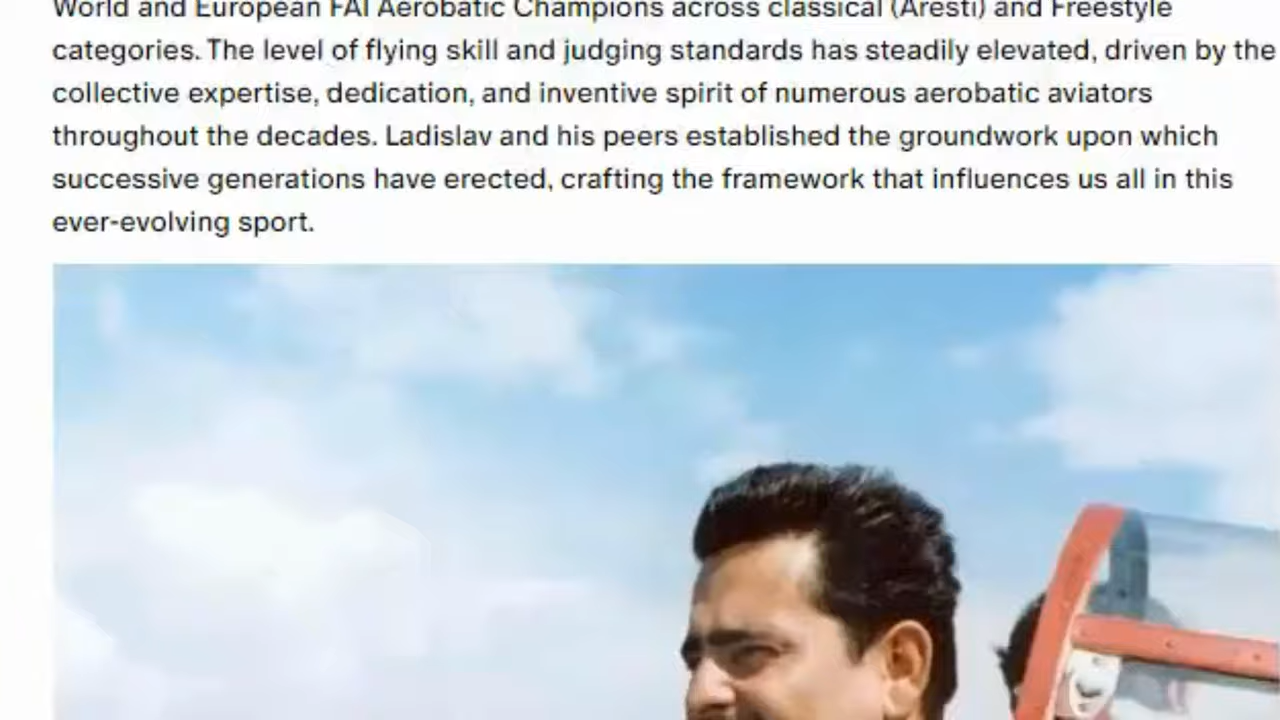 World and European FAI Aerobatic Champions across classical (Aresti) and Freestyle
categories. The level of flying skill and judging standards has steadily elevated, driven by the
collective expertise, dedication, and inventive spirit of numerous aerobatic aviators
throughout the decades. Ladislav and his peers established the groundwork upon which
successive generations have erected, crafting the framework that influences us all in this
ever-evolving sport.